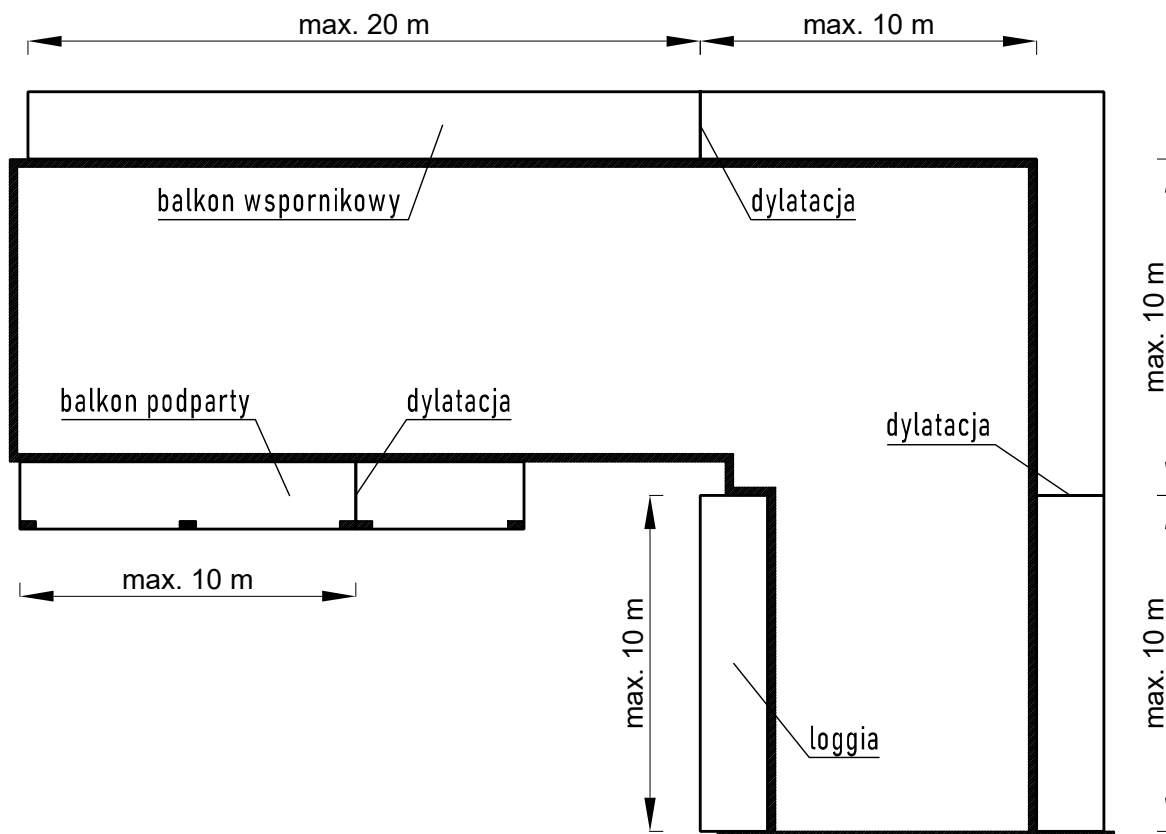 max. 20 m
max. 10 m
balkon wspornikowy
dylatacja
max. 10 m
balkon podparty
dylatacja
dylatacja
max. 10 m
max. 10 m
max. 10 m
loggia